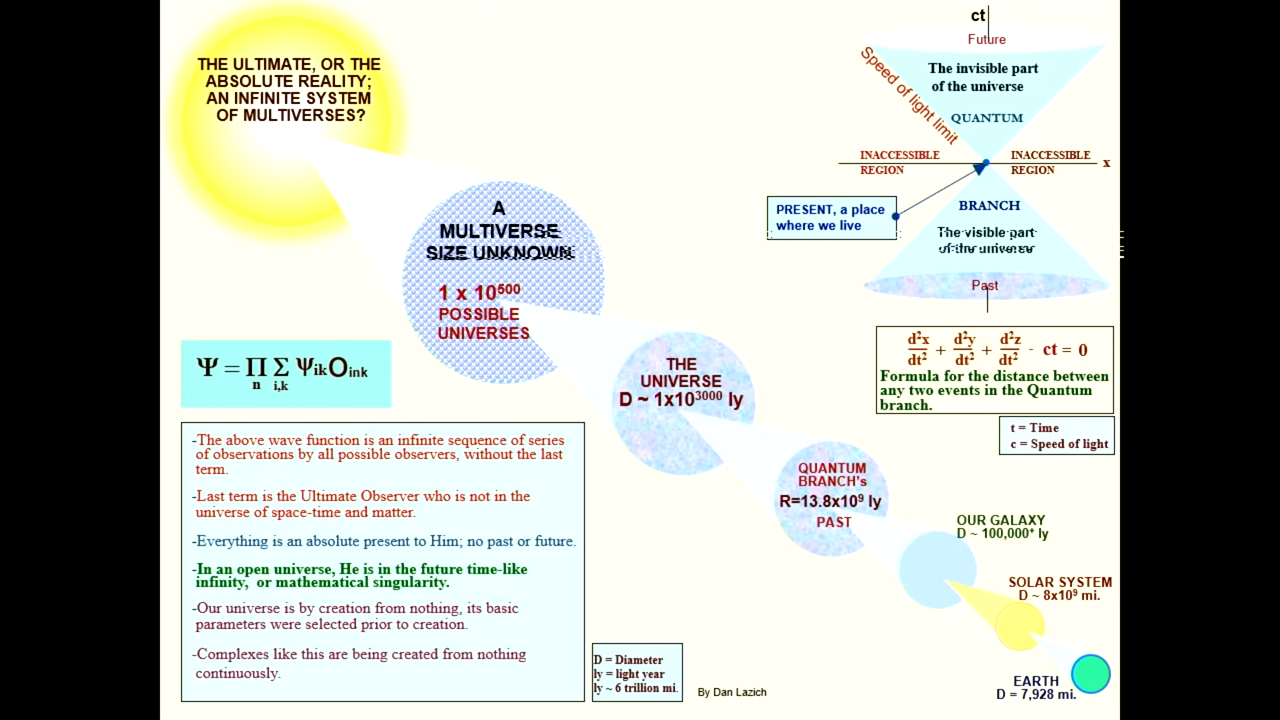 THE ULTIMATE, OR THE
ABSOLUTE REALITY;
AN INFINITE SYSTEM
OF MULTIVERSES?
A
MULTIVERSE
SIZE UNKNOWN
1 x 10^500
POSSIBLE
UNIVERSES
THE
UNIVERSE
D ~ 1x10^3000 ly
QUANTUM
BRANCH's
R=13.8x10^9 ly
PAST
OUR GALAXY
D ~ 100,000^+ ly
SOLAR SYSTEM
D ~ 8x10^9 mi.
EARTH
D = 7,928 mi.
ct
Future
Speed of light limit
The invisible part
of the universe
QUANTUM
INACCESSIBLE
REGION
INACCESSIBLE
REGION
x
PRESENT, a place
where we live
BRANCH
The visible part
of the universe
Past
d²x/dt² + d²y/dt² + d²z/dt² - ct = 0
Formula for the distance between
any two events in the Quantum
branch.
t = Time
c = Speed of light
Ψ = ∏ₙ Σᵢ,ₖ Ψik Oink
-The above wave function is an infinite sequence of series
of observations by all possible observers, without the last
term.
-Last term is the Ultimate Observer who is not in the
universe of space-time and matter.
-Everything is an absolute present to Him; no past or future.
-In an open universe, He is in the future time-like
infinity, or mathematical singularity.
-Our universe is by creation from nothing, its basic
parameters were selected prior to creation.
-Complexes like this are being created from nothing
continuously.
D = Diameter
ly = light year
ly ~ 6 trillion mi.
By Dan Lazich